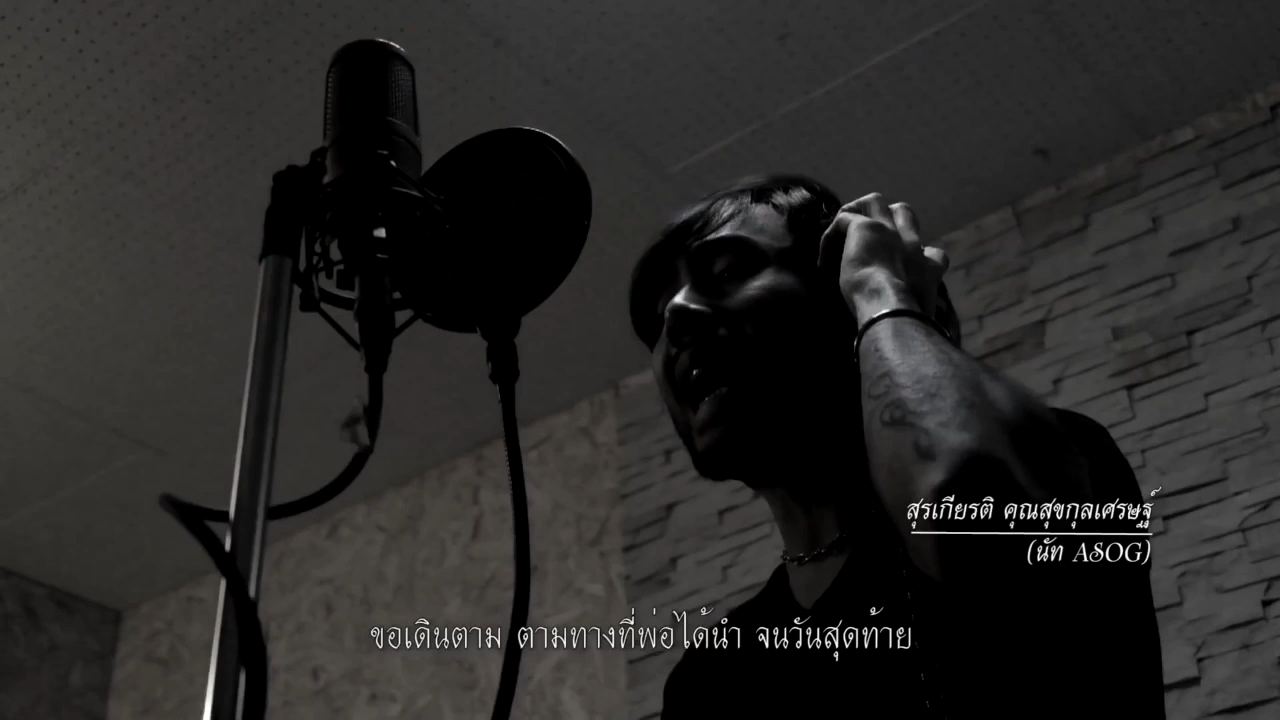 สุรเกียรติ คุณสุขกุลเศรษฐ์
(นัท ASOG)
ขอเดินตาม ตามทางที่พ่อได้นำ จนวันสุดท้าย